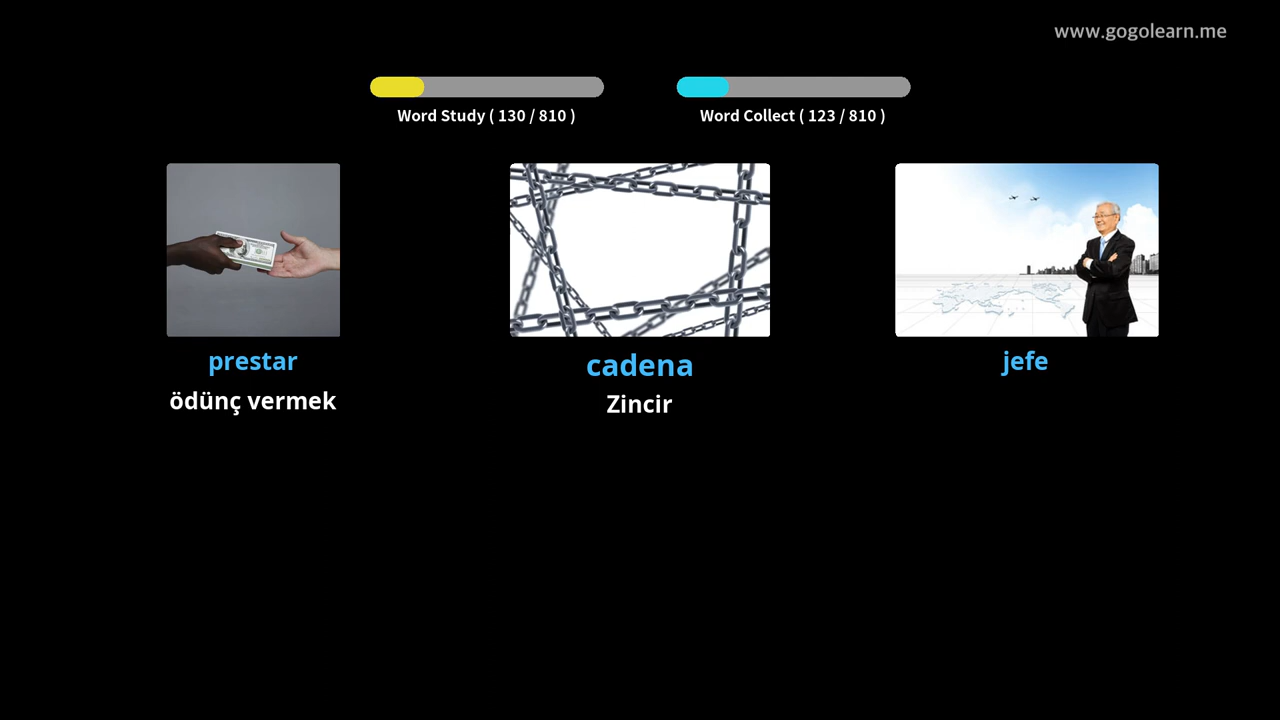 www.gogolearn.me
Word Study ( 130 / 810 )
Word Collect ( 123 / 810 )
prestar
ödünç vermek
cadena
Zincir
jefe